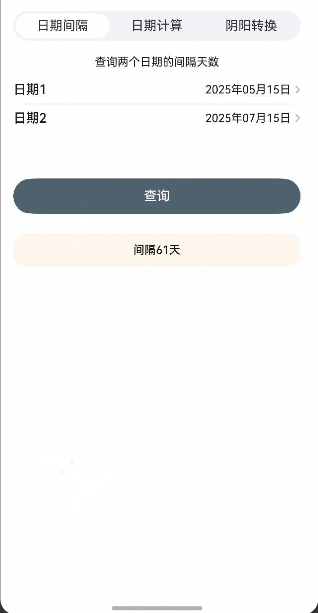 日期间隔 日期计算 阴阳转换
查询两个日期的间隔天数
日期1 2025年05月15日
日期2 2025年07月15日
查询
间隔61天